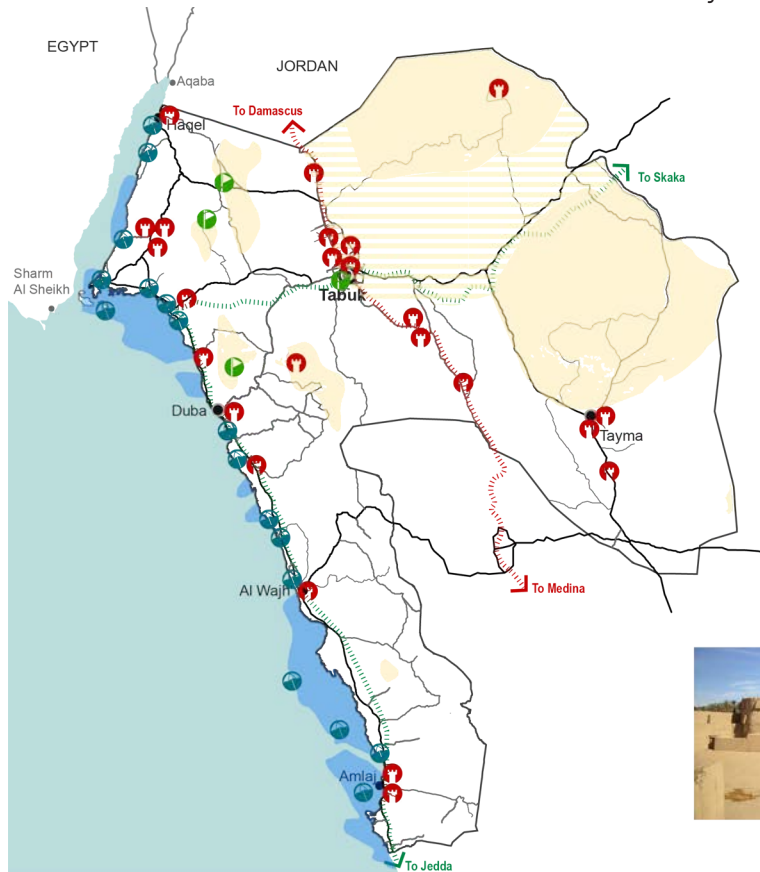 EGYPT
JORDAN
Aqaba
To Damascus
Haqel
To Skaka
Sharm
Al Sheikh
Tabuk
Duba
Tayma
To Medina
Al Wajh
Amlaj
To Jedda